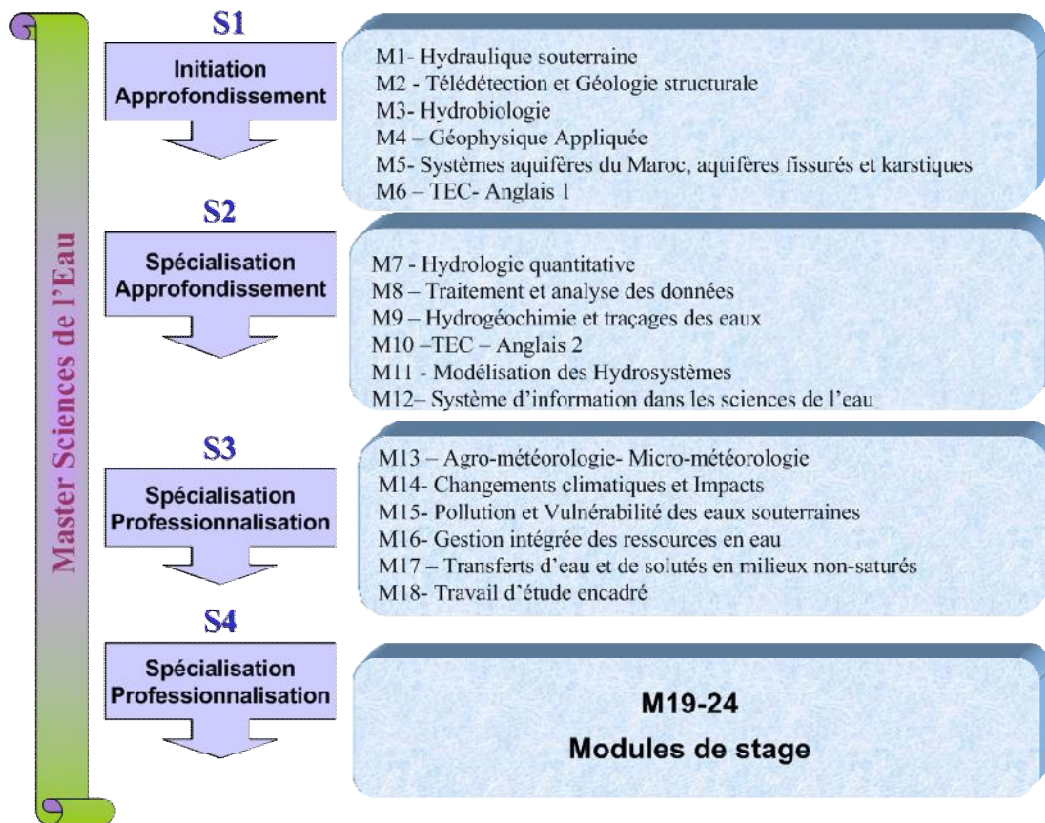 Master Sciences de l'Eau
S1
Initiation
Approfondissement
M1- Hydraulique souterraine
M2 - Télédétection et Géologie structurale
M3- Hydrobiologie
M4 – Géophysique Appliquée
M5- Systèmes aquifères du Maroc, aquifères fissurés et karstiques
M6 – TEC- Anglais 1
S2
Spécialisation
Approfondissement
M7 - Hydrologie quantitative
M8 – Traitement et analyse des données
M9 – Hydrogéochimie et traçages des eaux
M10 –TEC – Anglais 2
M11 - Modélisation des Hydrosystèmes
M12– Système d'information dans les sciences de l'eau
S3
Spécialisation
Professionnalisation
M13 – Agro-météorologie- Micro-météorologie
M14- Changements climatiques et Impacts
M15- Pollution et Vulnérabilité des eaux souterraines
M16- Gestion intégrée des ressources en eau
M17 – Transferts d'eau et de solutés en milieux non-saturés
M18- Travail d'étude encadré
S4
Spécialisation
Professionnalisation
M19-24
Modules de stage